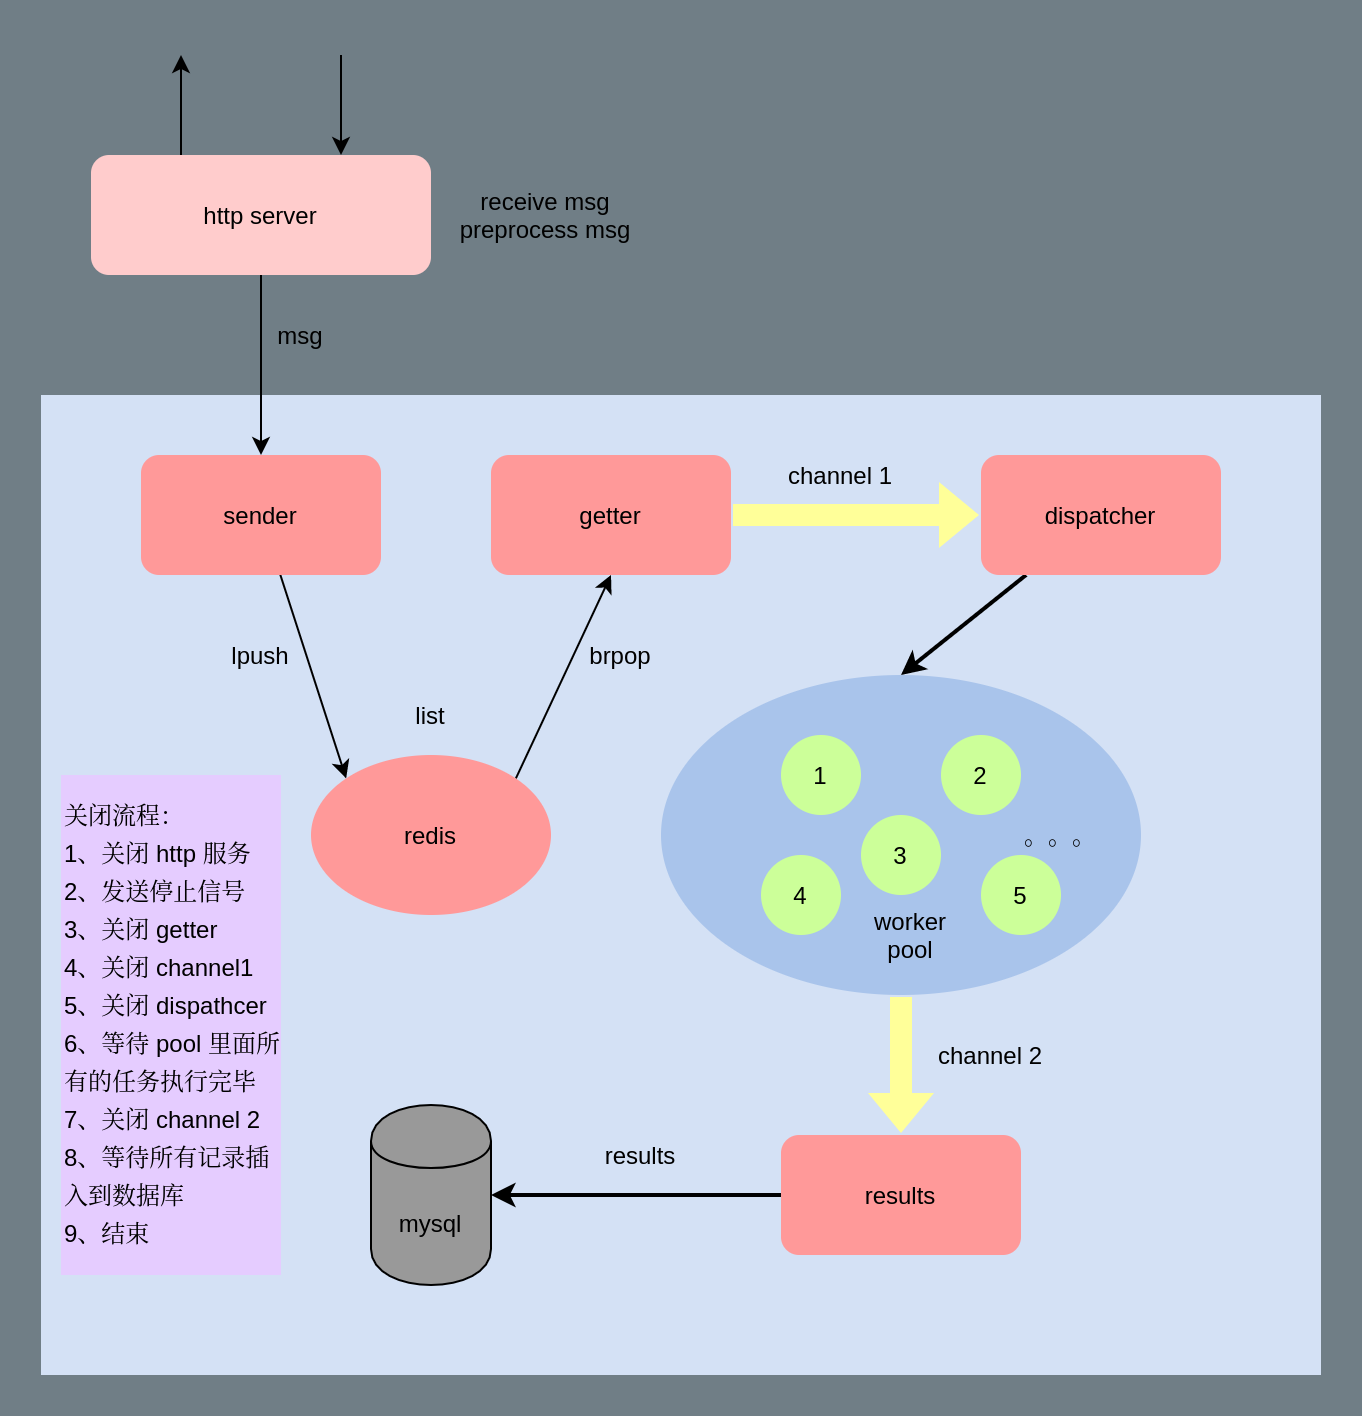 http server
receive msg
preprocess msg
msg
sender
getter
channel 1
dispatcher
lpush
brpop
list
redis
1
2
3
。。。
4
5
worker
pool
关闭流程：
1、关闭 http 服务
2、发送停止信号
3、关闭 getter
4、关闭 channel1
5、关闭 dispathcer
6、等待 pool 里面所
有的任务执行完毕
7、关闭 channel 2
8、等待所有记录插
入到数据库
9、结束
channel 2
results
results
mysql